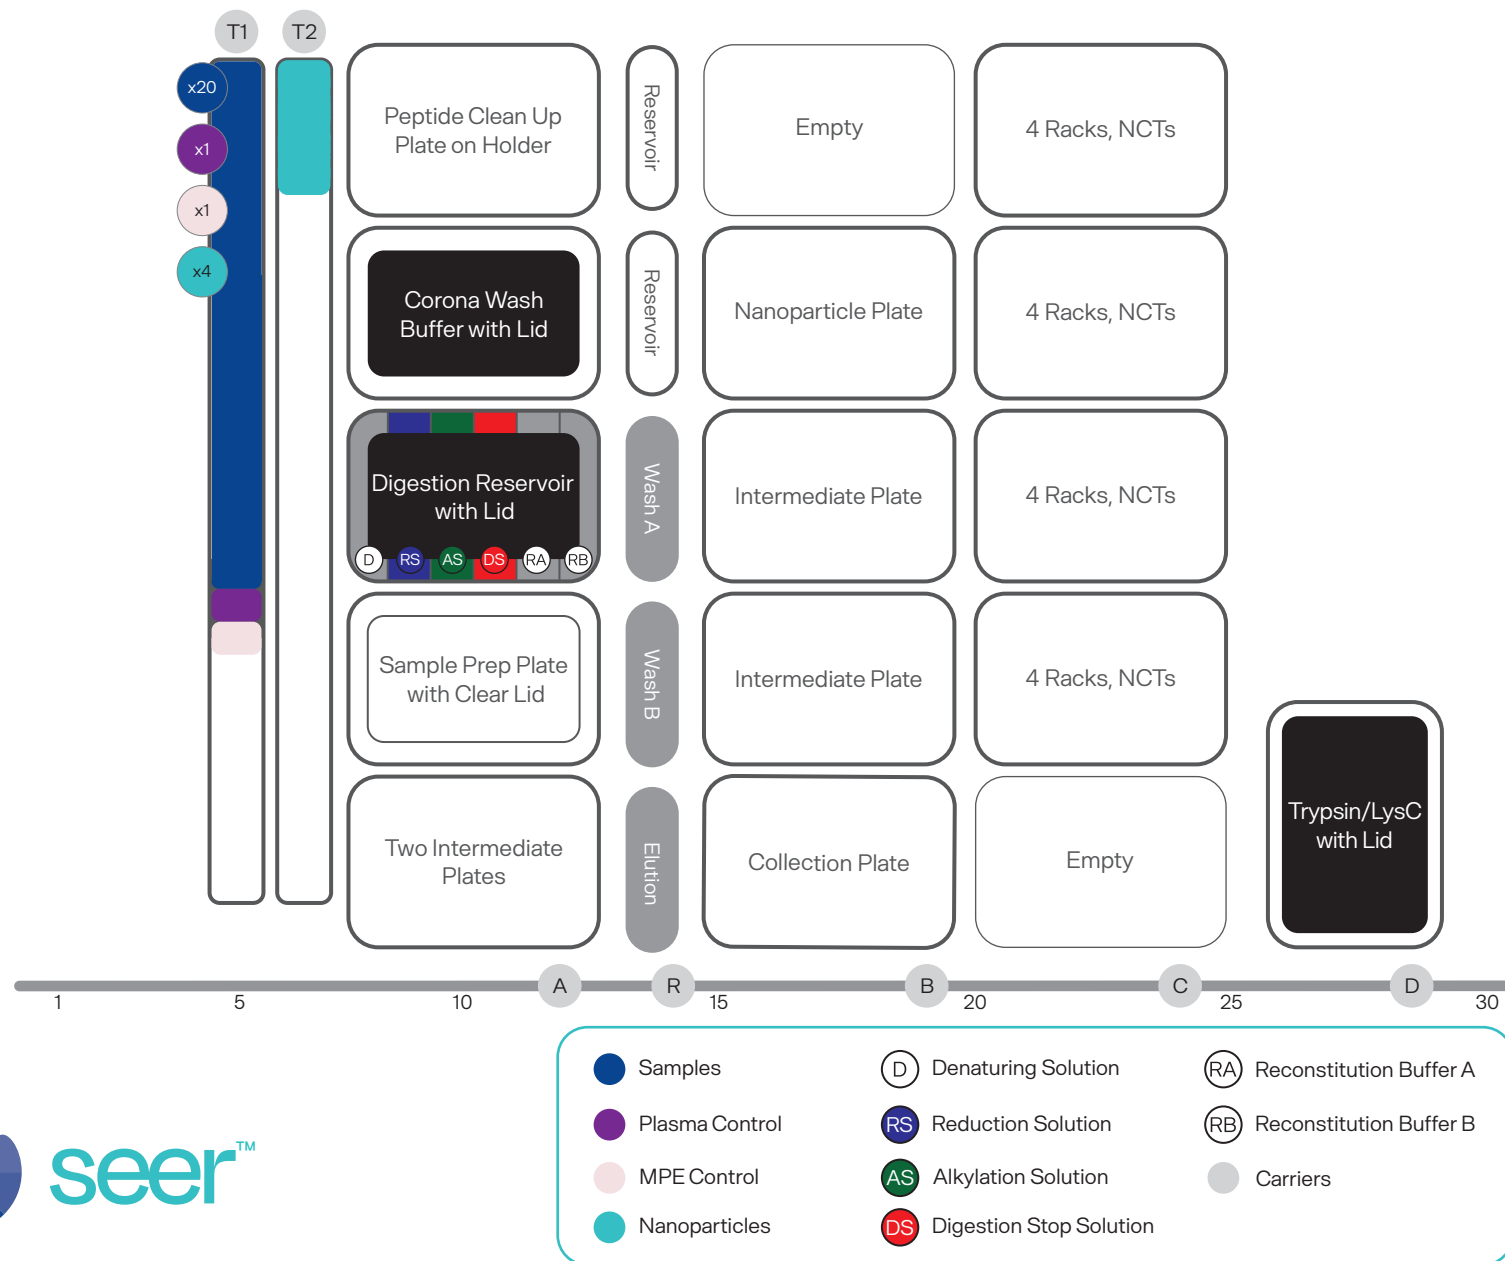 T1
T2
x20
x1
x1
x4
Peptide Clean Up
Plate on Holder
Reservoir
Empty
4 Racks, NCTs
Corona Wash
Buffer with Lid
Reservoir
Nanoparticle Plate
4 Racks, NCTs
Digestion Reservoir
with Lid
D
RS
AS
DS
RA
RB
Wash A
Intermediate Plate
4 Racks, NCTs
Sample Prep Plate
with Clear Lid
Wash B
Intermediate Plate
4 Racks, NCTs
Two Intermediate
Plates
Elution
Collection Plate
Empty
Trypsin/LysC
with Lid
A
R
B
C
D
1
5
10
15
20
25
30
Samples
Plasma Control
MPE Control
Nanoparticles
D Denaturing Solution
RS Reduction Solution
AS Alkylation Solution
DS Digestion Stop Solution
RA Reconstitution Buffer A
RB Reconstitution Buffer B
Carriers
seer™